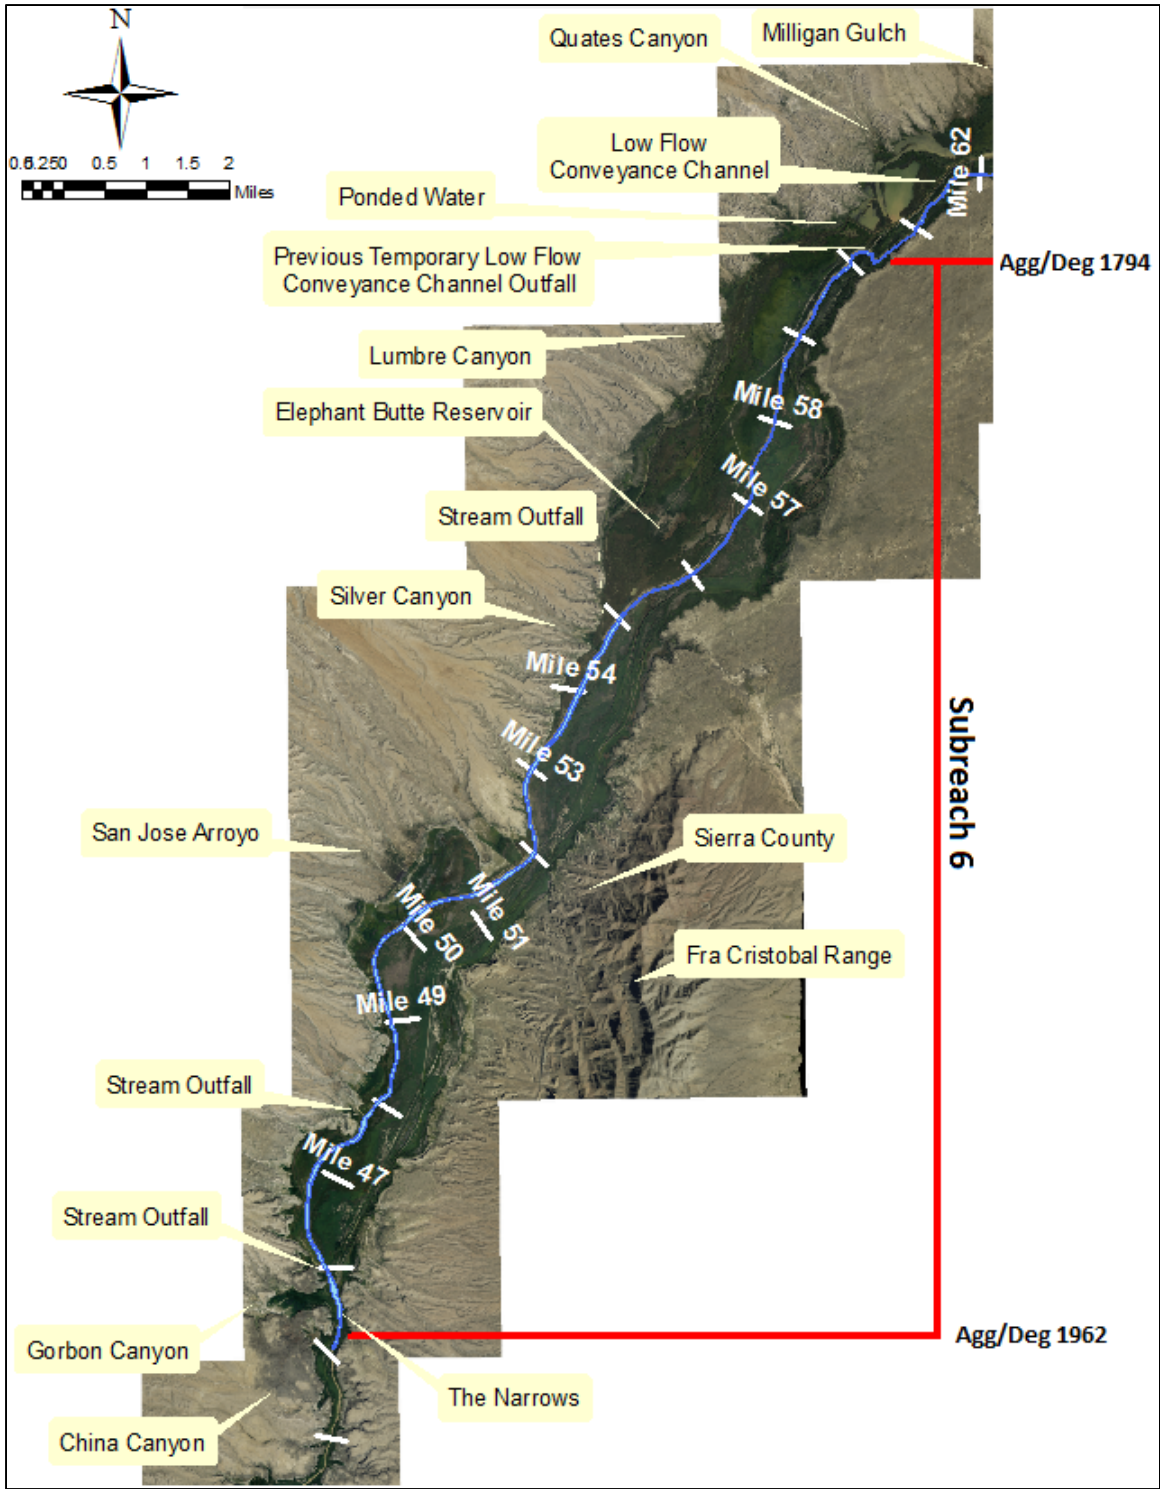 N
Quates Canyon
Milligan Gulch
Low Flow
Conveyance Channel
Mile 62
0.5 1 1.5 2
Miles
Ponded Water
Previous Temporary Low Flow
Conveyance Channel Outfall
Agg/Deg 1794
Lumbre Canyon
Mile 58
Elephant Butte Reservoir
Mile 57
Stream Outfall
Silver Canyon
Mile 54
Mile 53
Subreach 6
San Jose Arroyo
Sierra County
Mile 51
Mile 50
Fra Cristobal Range
Mile 49
Stream Outfall
Mile 47
Stream Outfall
Agg/Deg 1962
Gorbon Canyon
The Narrows
China Canyon